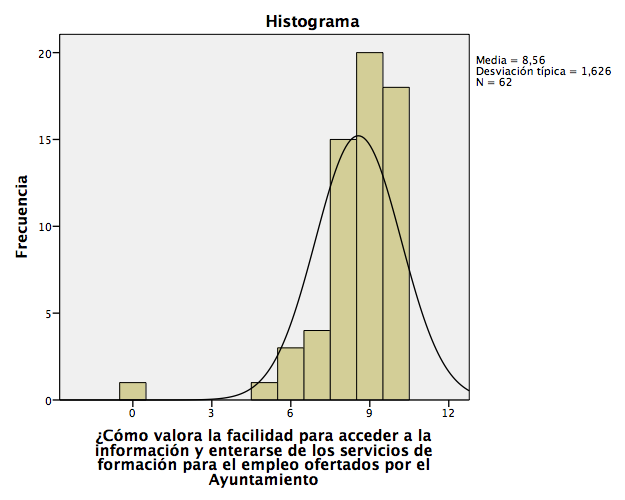 Histograma
Media = 8,56
Desviación típica = 1,626
N = 62
Frecuencia
20
15
10
5
0
0 3 6 9 12
¿Cómo valora la facilidad para acceder a la
información y enterarse de los servicios de
formación para el empleo ofertados por el
Ayuntamiento